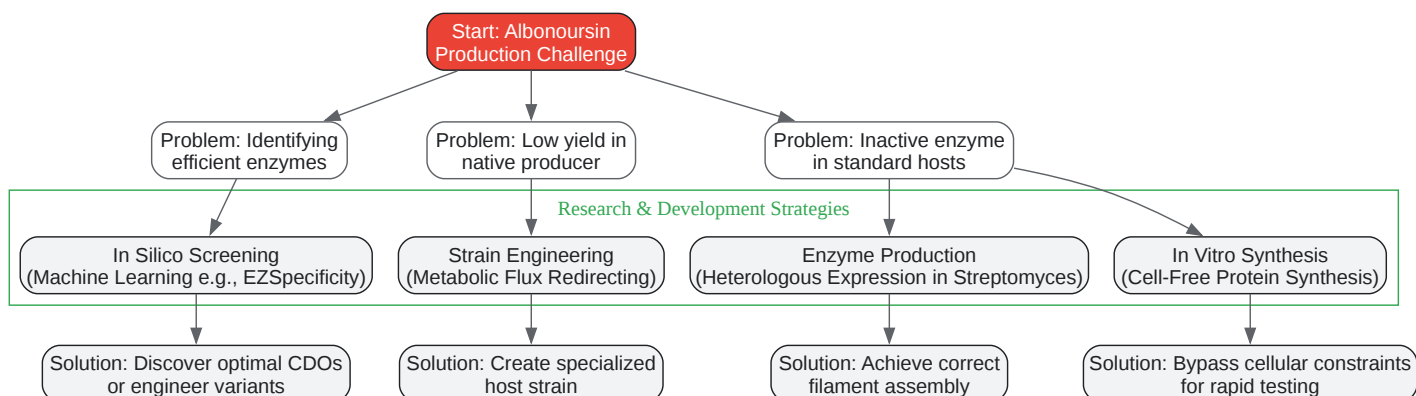 Start: Albonoursin
Production Challenge
Problem: Identifying
efficient enzymes
Problem: Low yield in
native producer
Problem: Inactive enzyme
in standard hosts
Research & Development Strategies
In Silico Screening
(Machine Learning e.g., EZSpecificity)
Strain Engineering
(Metabolic Flux Redirecting)
Enzyme Production
(Heterologous Expression in Streptomyces)
In Vitro Synthesis
(Cell-Free Protein Synthesis)
Solution: Discover optimal CDOs
or engineer variants
Solution: Create specialized
host strain
Solution: Achieve correct
filament assembly
Solution: Bypass cellular constraints
for rapid testing